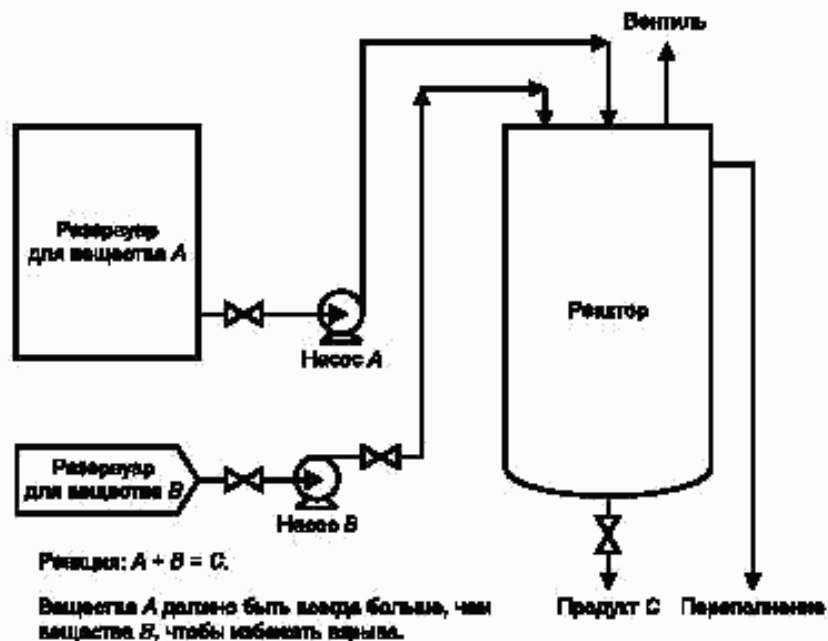 Вентиль
Резервуар
для вещества A
Реактор
Насос A
Резервуар
для вещества B
Насос B
Реакция: A + B = C.
Продукт C
Переполнение
Вещества A должно быть всегда больше, чем
вещества B, чтобы избежать взрыва.